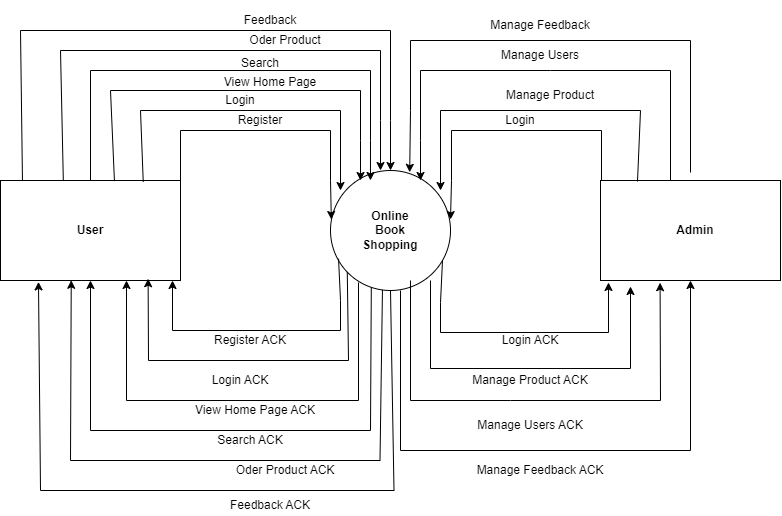 Feedback
Manage Feedback
Oder Product
Manage Users
Search
View Home Page
Manage Product
Login
Register
Login
User
Online
Book
Shopping
Admin
Register ACK
Login ACK
Login ACK
Manage Product ACK
View Home Page ACK
Manage Users ACK
Search ACK
Oder Product ACK
Manage Feedback ACK
Feedback ACK